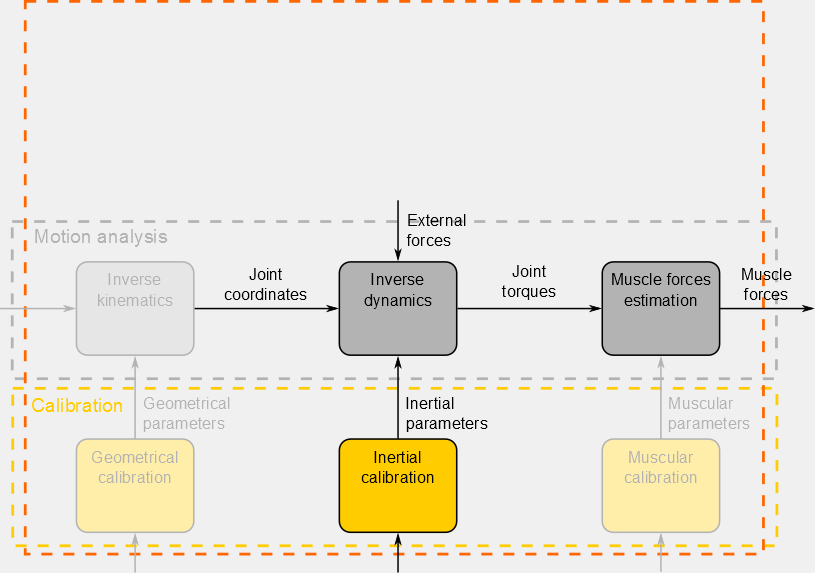 External
forces
Motion analysis
Inverse
kinematics
Joint
coordinates
Inverse
dynamics
Joint
torques
Muscle forces
estimation
Muscle
forces
Calibration
Geometrical
parameters
Inertial
parameters
Muscular
parameters
Geometrical
calibration
Inertial
calibration
Muscular
calibration